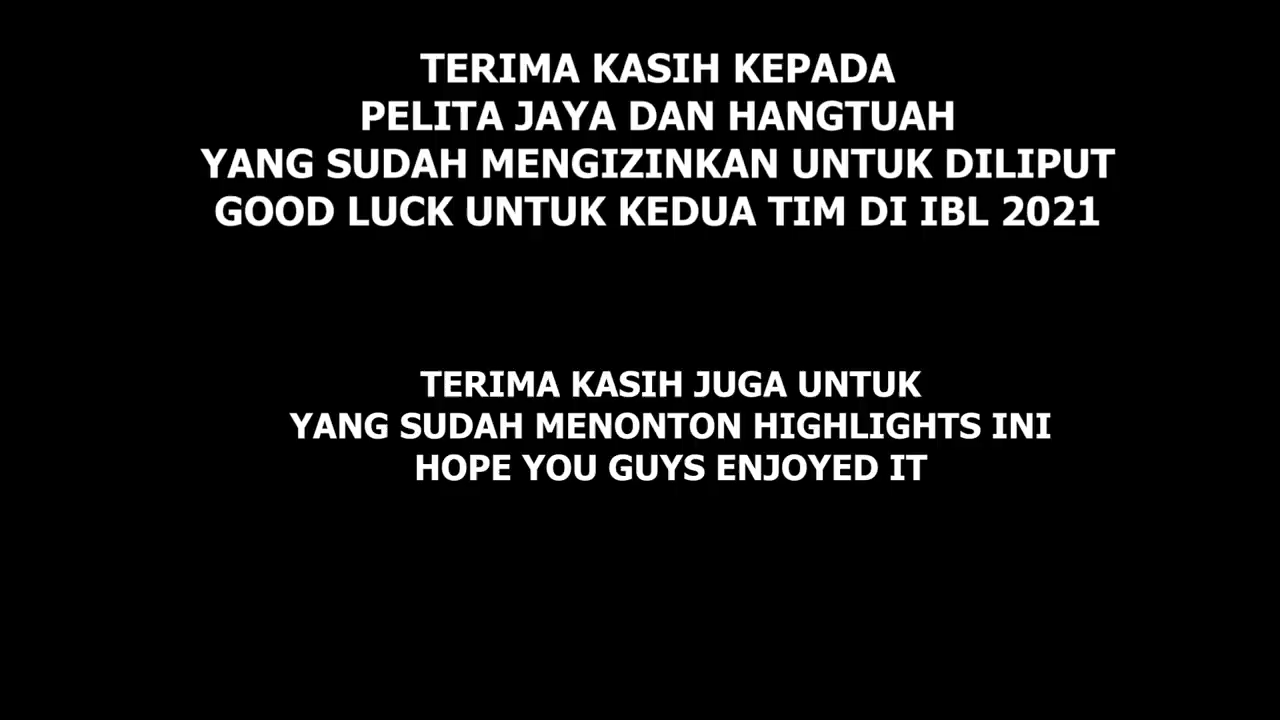 TERIMA KASIH KEPADA
PELITA JAYA DAN HANGTUAH
YANG SUDAH MENGIZINKAN UNTUK DILIPUT
GOOD LUCK UNTUK KEDUA TIM DI IBL 2021
TERIMA KASIH JUGA UNTUK
YANG SUDAH MENONTON HIGHLIGHTS INI
HOPE YOU GUYS ENJOYED IT